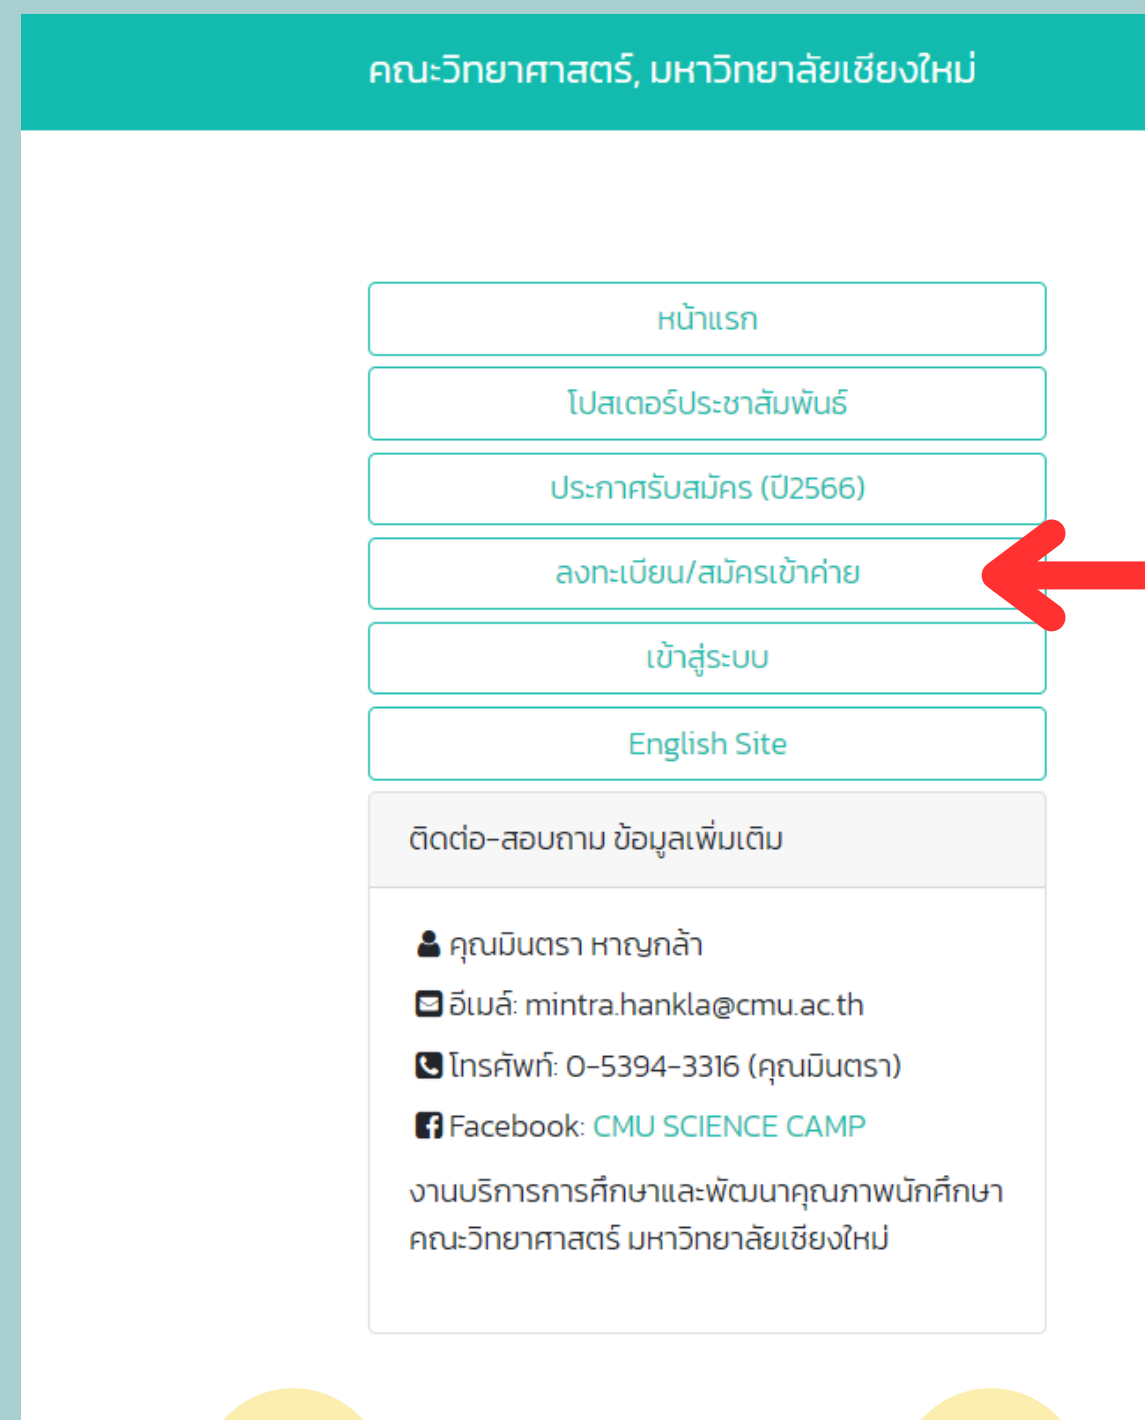 คณะวิทยาศาสตร์, มหาวิทยาลัยเชียงใหม่
หน้าแรก
โปสเตอร์ประชาสัมพันธ์
ประกาศรับสมัคร (ปี2566)
ลงทะเบียน/สมัครเข้าค่าย
เข้าสู่ระบบ
English Site
ติดต่อ-สอบถาม ข้อมูลเพิ่มเติม
คุณมินตรา หาญกล้า
อีเมล์: mintra.hankla@cmu.ac.th
โทรศัพท์: 0-5394-3316 (คุณมินตรา)
Facebook: CMU SCIENCE CAMP
งานบริการการศึกษาและพัฒนาคุณภาพนักศึกษา
คณะวิทยาศาสตร์ มหาวิทยาลัยเชียงใหม่